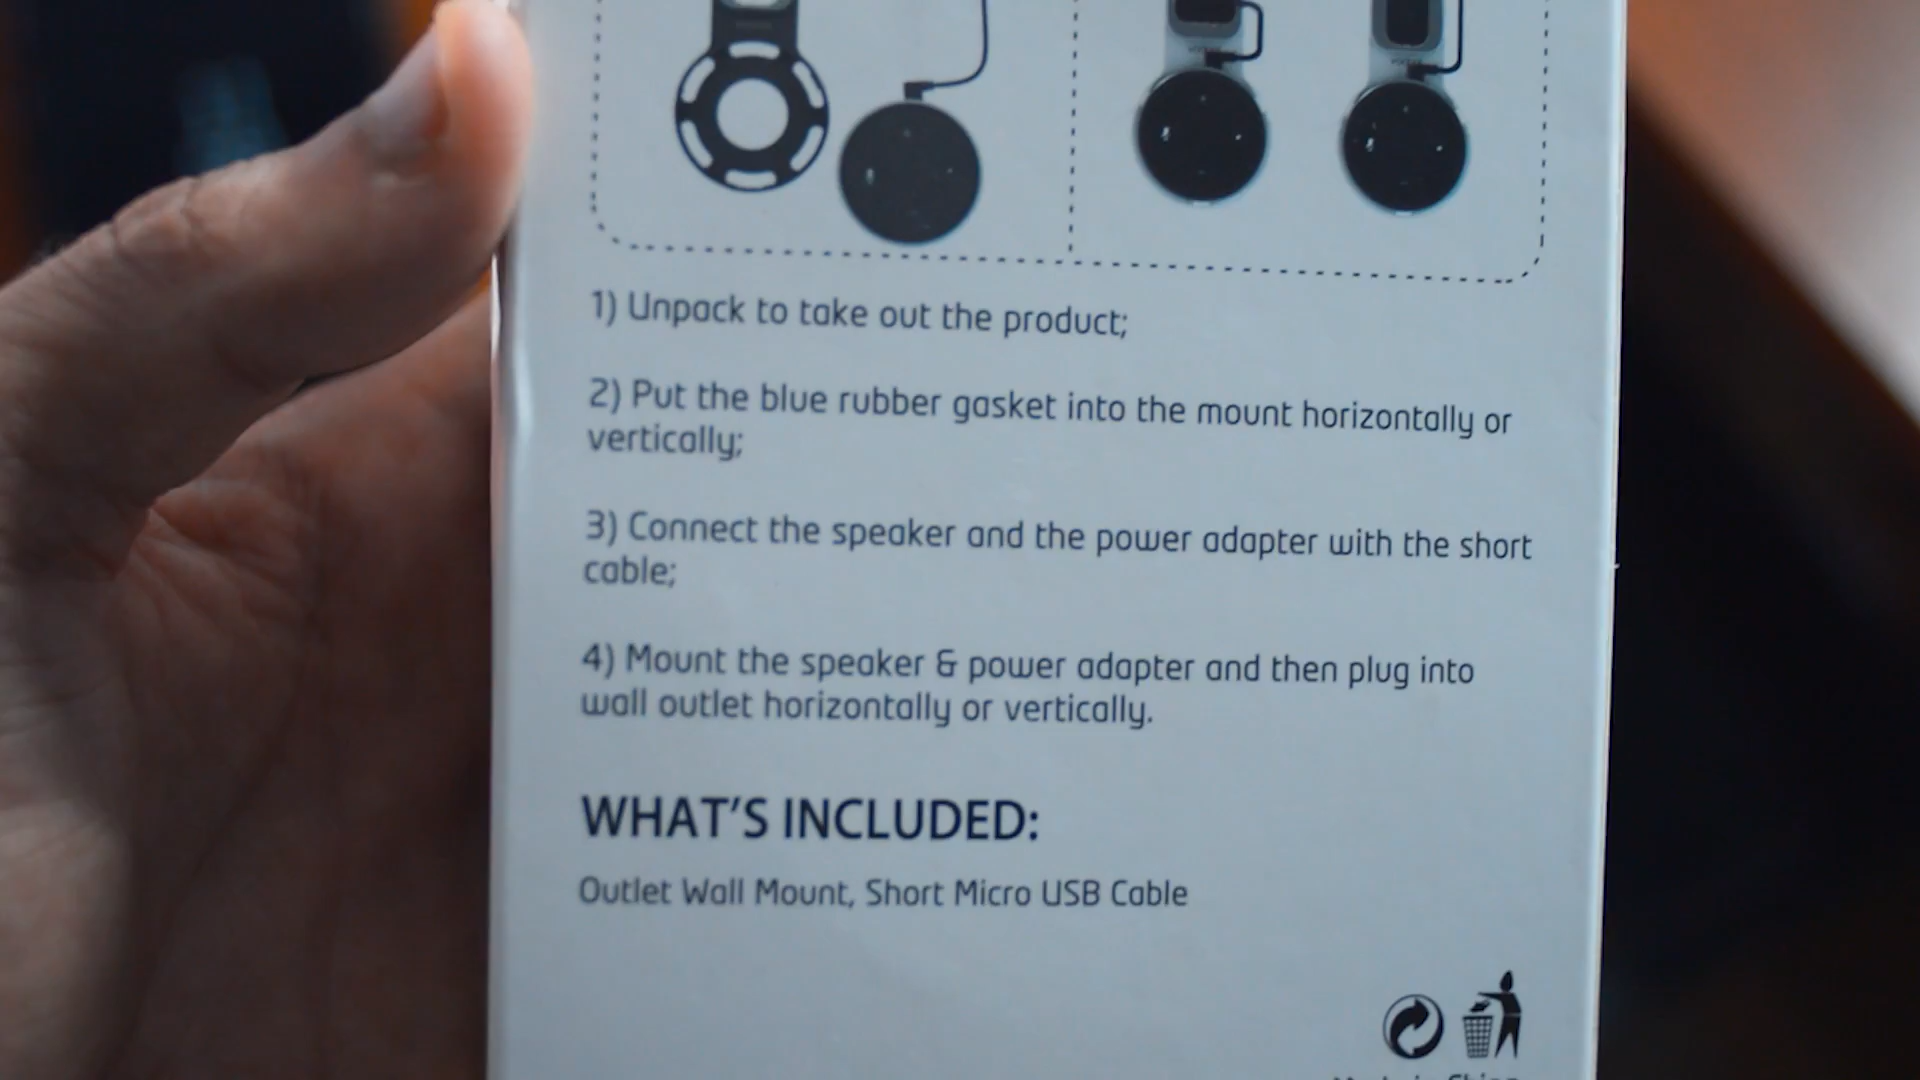 1) Unpack to take out the product;
2) Put the blue rubber gasket into the mount horizontally or
vertically;
3) Connect the speaker and the power adapter with the short
cable;
4) Mount the speaker & power adapter and then plug into
wall outlet horizontally or vertically.
WHAT'S INCLUDED:
Outlet Wall Mount, Short Micro USB Cable